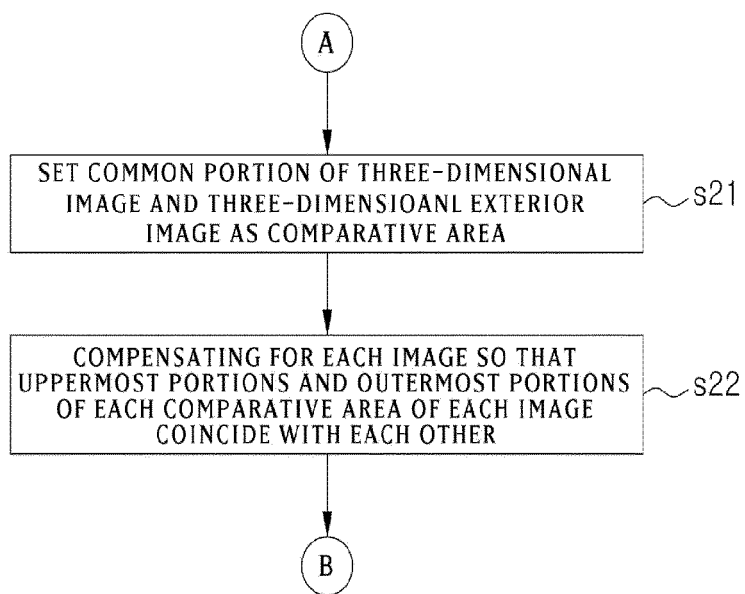 A
SET COMMON PORTION OF THREE-DIMENSIONAL
IMAGE AND THREE-DIMENSIOANL EXTERIOR
IMAGE AS COMPARATIVE AREA
s21
COMPENSATING FOR EACH IMAGE SO THAT
UPPERMOST PORTIONS AND OUTERMOST PORTIONS
OF EACH COMPARATIVE AREA OF EACH IMAGE
COINCIDE WITH EACH OTHER
s22
B